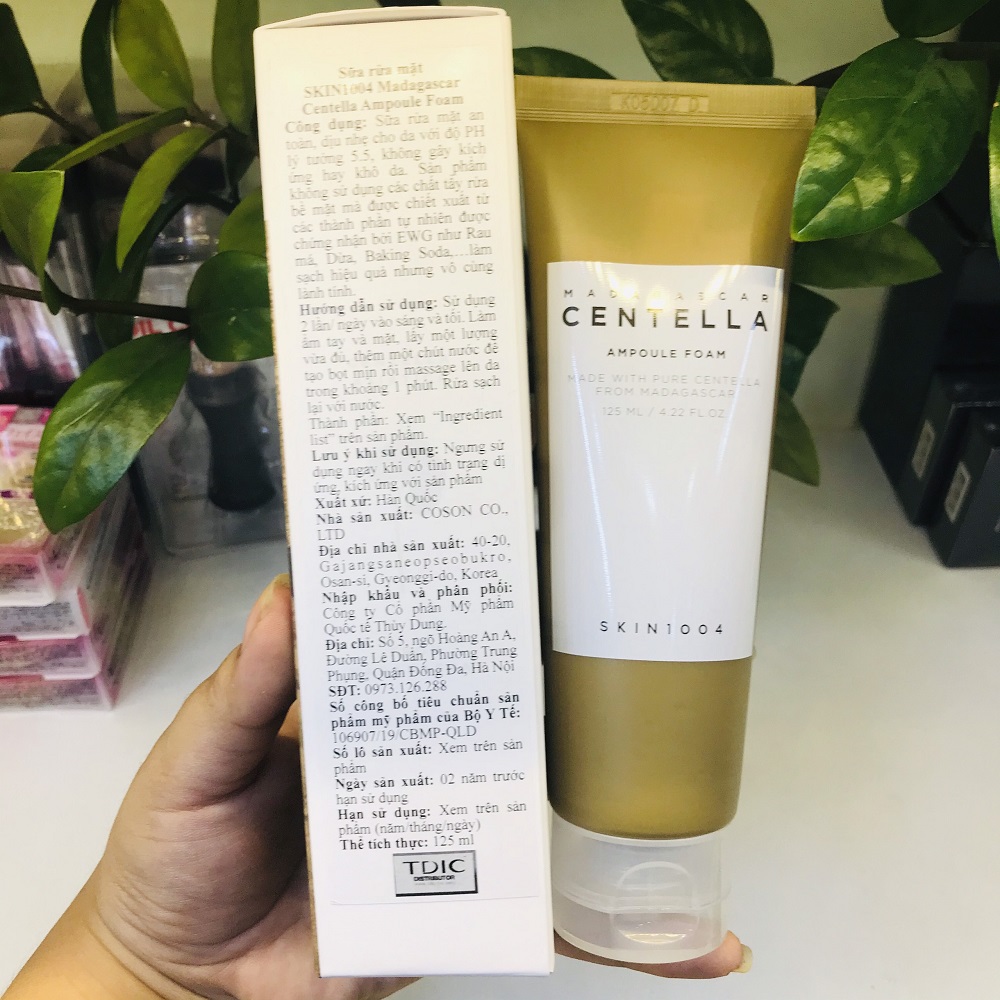 Sữa rửa mặt
SKIN1004 Madagascar
Centella Ampoule Foam
Công dụng: Sữa rửa mặt an
toàn, dịu nhẹ cho da với độ PH
lý tưởng 5.5, không gây kích
ứng hay khô da. Sản phẩm
không sử dụng các chất tẩy rửa
bề mặt mà được chiết xuất từ
các thành phần tự nhiên được
chứng nhận bởi EWG như Rau
má, Dừa, Baking Soda,....làm
sạch hiệu quả nhưng vô cùng
lành tính.
Hướng dẫn sử dụng: Sử dụng
2 lần/ ngày vào sáng và tối. Làm
ẩm tay và mặt, lấy một lượng
vừa đủ, thêm một chút nước để
tạo bọt mịn rồi massage lên da
trong khoảng 1 phút. Rửa sạch
lại với nước.
Thành phần: Xem “Ingredient
list” trên sản phẩm.
Lưu ý khi sử dụng: Ngưng sử
dụng ngay khi có tình trạng dị
ứng, kích ứng với sản phẩm
Xuất xứ: Hàn Quốc
Nhà sản xuất: COSON CO.,
LTD
Địa chỉ nhà sản xuất: 40-20,
Gajangsaneopseobukro,
Osan-si, Gyeonggi-do, Korea
Nhập khẩu và phân phối:
Công ty Cổ phần Mỹ phẩm
Quốc tế Thùy Dung.
Địa chỉ: Số 5, ngõ Hoàng An A,
Đường Lê Duẩn, Phường Trung
Phụng, Quận Đống Đa, Hà Nội
SĐT: 0973.126.288
Số công bố tiêu chuẩn sản
phẩm mỹ phẩm của Bộ Y Tế:
106907/19/CBMP-QLD
Số lô sản xuất: Xem trên sản
phẩm
Ngày sản xuất: 02 năm trước
hạn sử dụng
Hạn sử dụng: Xem trên sản
phẩm (năm/tháng/ngày)
Thể tích thực: 125 ml
TDIC
DISTRIBUTOR
MADAGASCAR
CENTELLA
AMPOULE FOAM
MADE WITH PURE CENTELLA
FROM MADAGASCAR
125 ML / 4.22 FL.OZ
SKIN1004